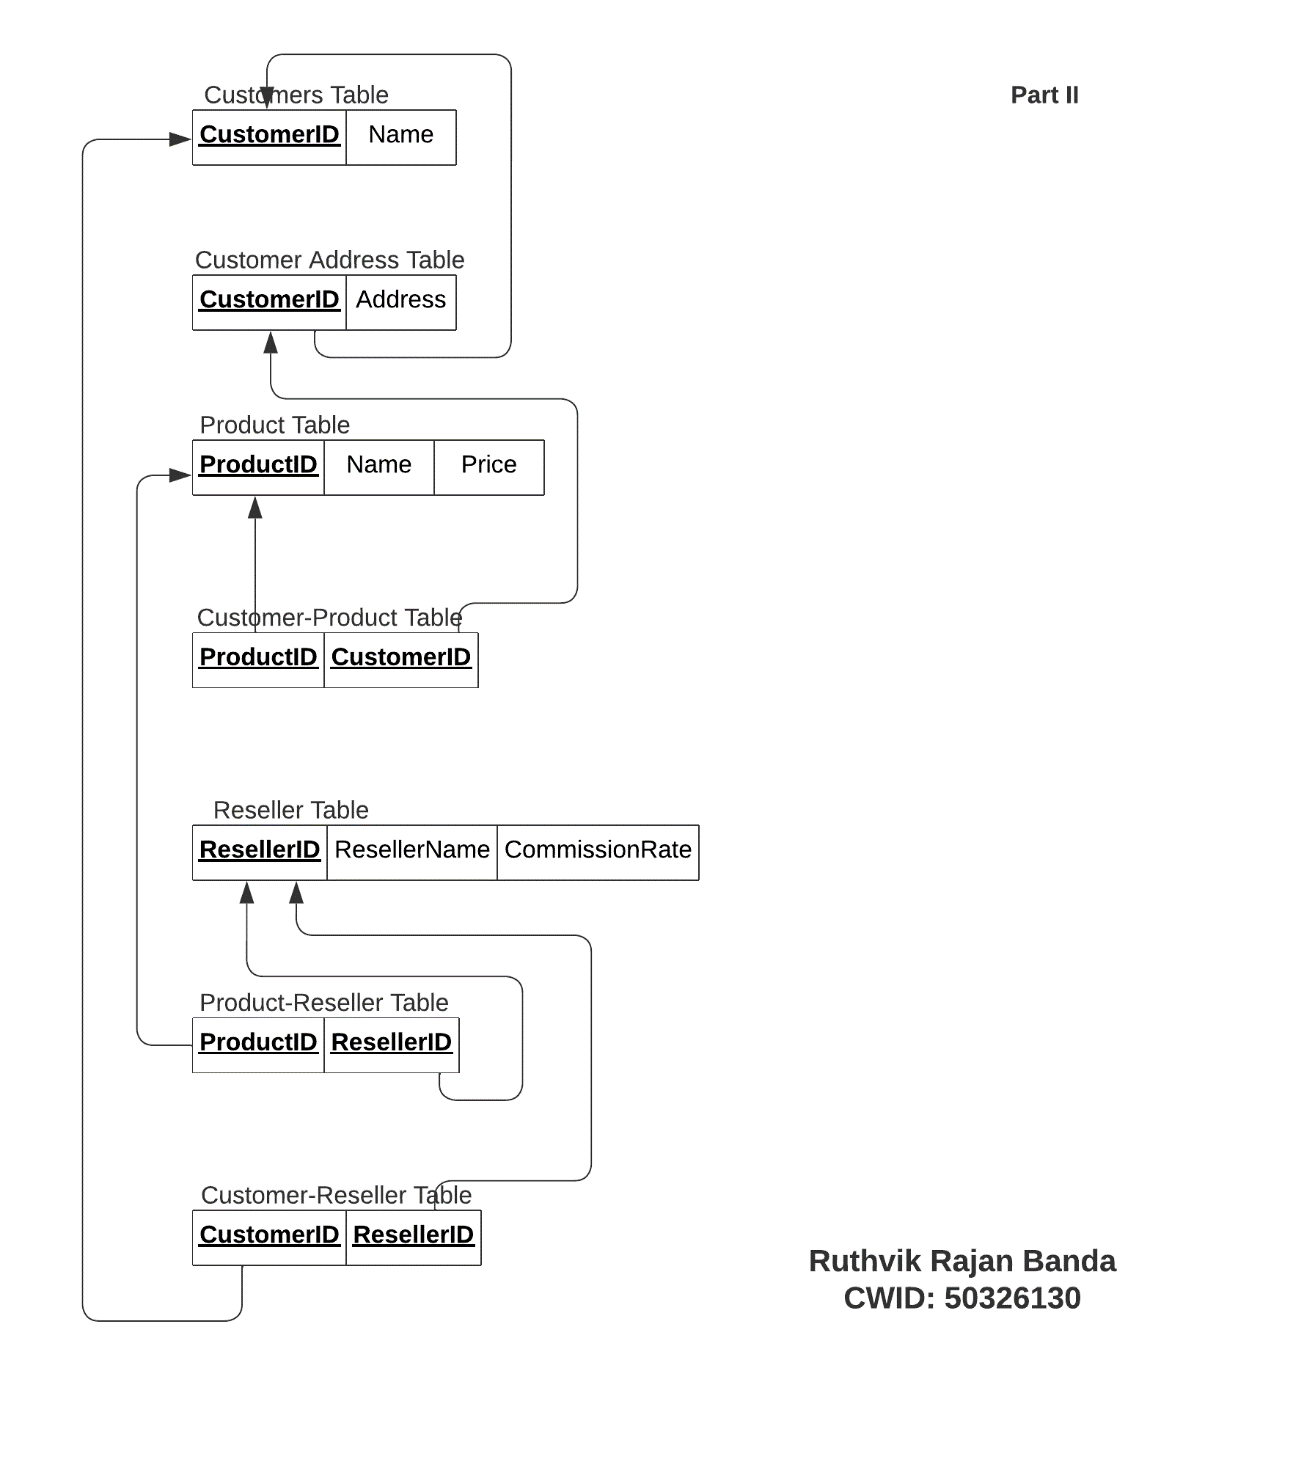 Customers Table
Part II
CustomerID Name
Customer Address Table
CustomerID Address
Product Table
ProductID Name Price
Customer-Product Table
ProductID CustomerID
Reseller Table
ResellerID ResellerName CommissionRate
Product-Reseller Table
ProductID ResellerID
Customer-Reseller Table
CustomerID ResellerID
Ruthvik Rajan Banda
CWID: 50326130